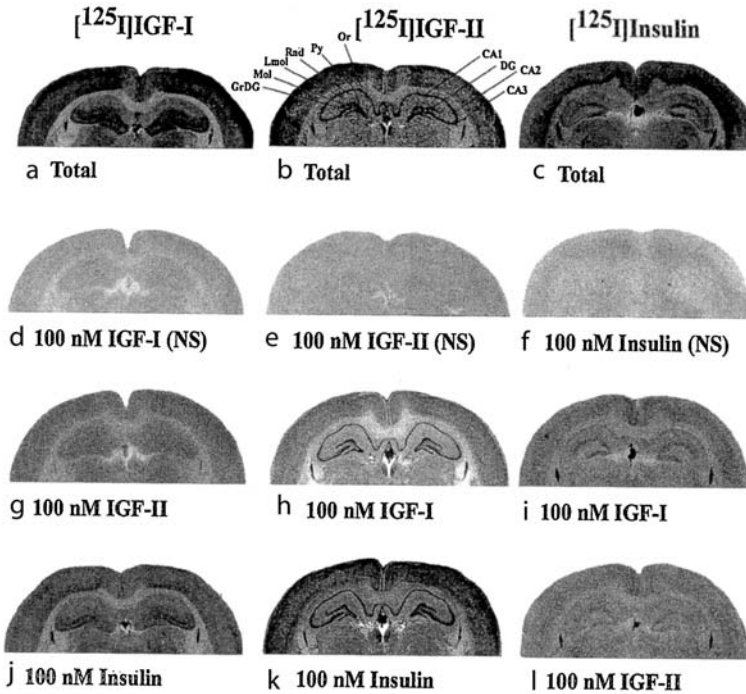 [¹²⁵I]IGF-I [¹²⁵I]IGF-II [¹²⁵I]Insulin
Or
Py
Rnd
Lmol
Mol
GrDG
CA1
DG
CA2
CA3
a Total b Total c Total
d 100 nM IGF-I (NS) e 100 nM IGF-II (NS) f 100 nM Insulin (NS)
g 100 nM IGF-II h 100 nM IGF-I i 100 nM IGF-I
j 100 nM Insulin k 100 nM Insulin l 100 nM IGF-II